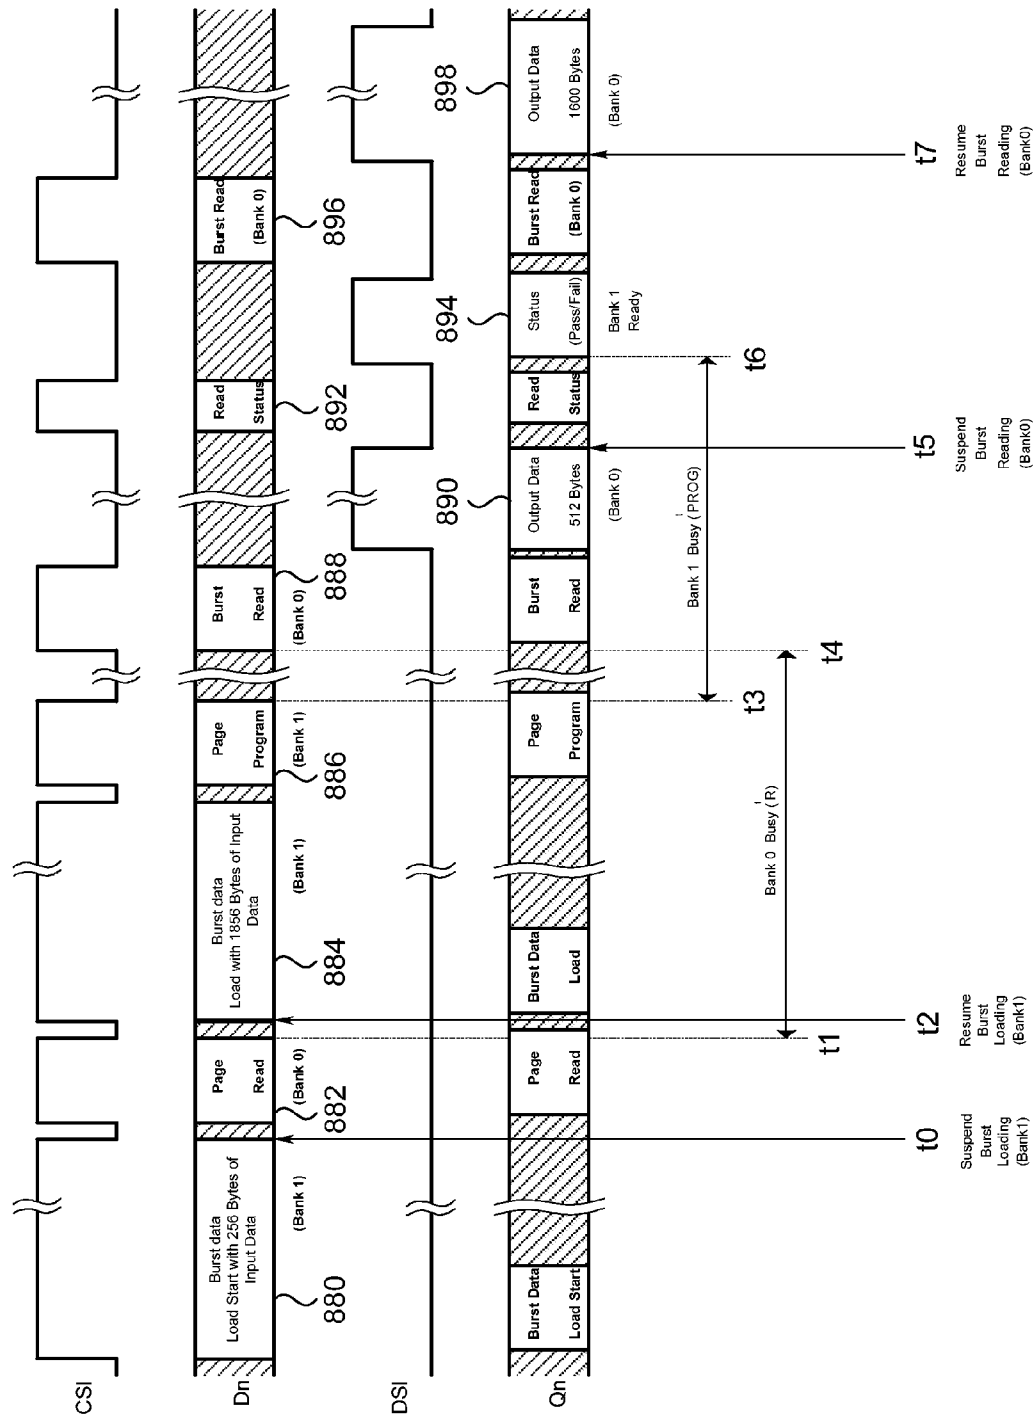 CSI
Dn
Burst data
Load Start with 256 Bytes of
Input Data
(Bank 1)
880
Page
Read
(Bank 0)
882
Burst data
Load with 1856 Bytes of Input
Data
(Bank 1)
884
Page
Program
(Bank 1)
886
Burst
Read
(Bank 0)
888
Read
Status
892
Burst Read
(Bank 0)
896
DSI
Qn
Burst Data
Load Start
Page
Read
Burst Data
Load
Page
Program
Burst
Read
Output Data
512 Bytes
(Bank 0)
890
Read
Status
Status
(Pass/Fail)
894
Bank 1
Ready
Burst Read
(Bank 0)
Output Data
1600 Bytes
(Bank 0)
898
Bank 1 Busy (PROG)
Bank 0 Busy (R)
t3
t6
t1
t4
t0
Suspend
Burst
Loading
(Bank1)
t2
Resume
Burst
Loading
(Bank1)
t5
Suspend
Burst
Reading
(Bank0)
t7
Resume
Burst
Reading
(Bank0)